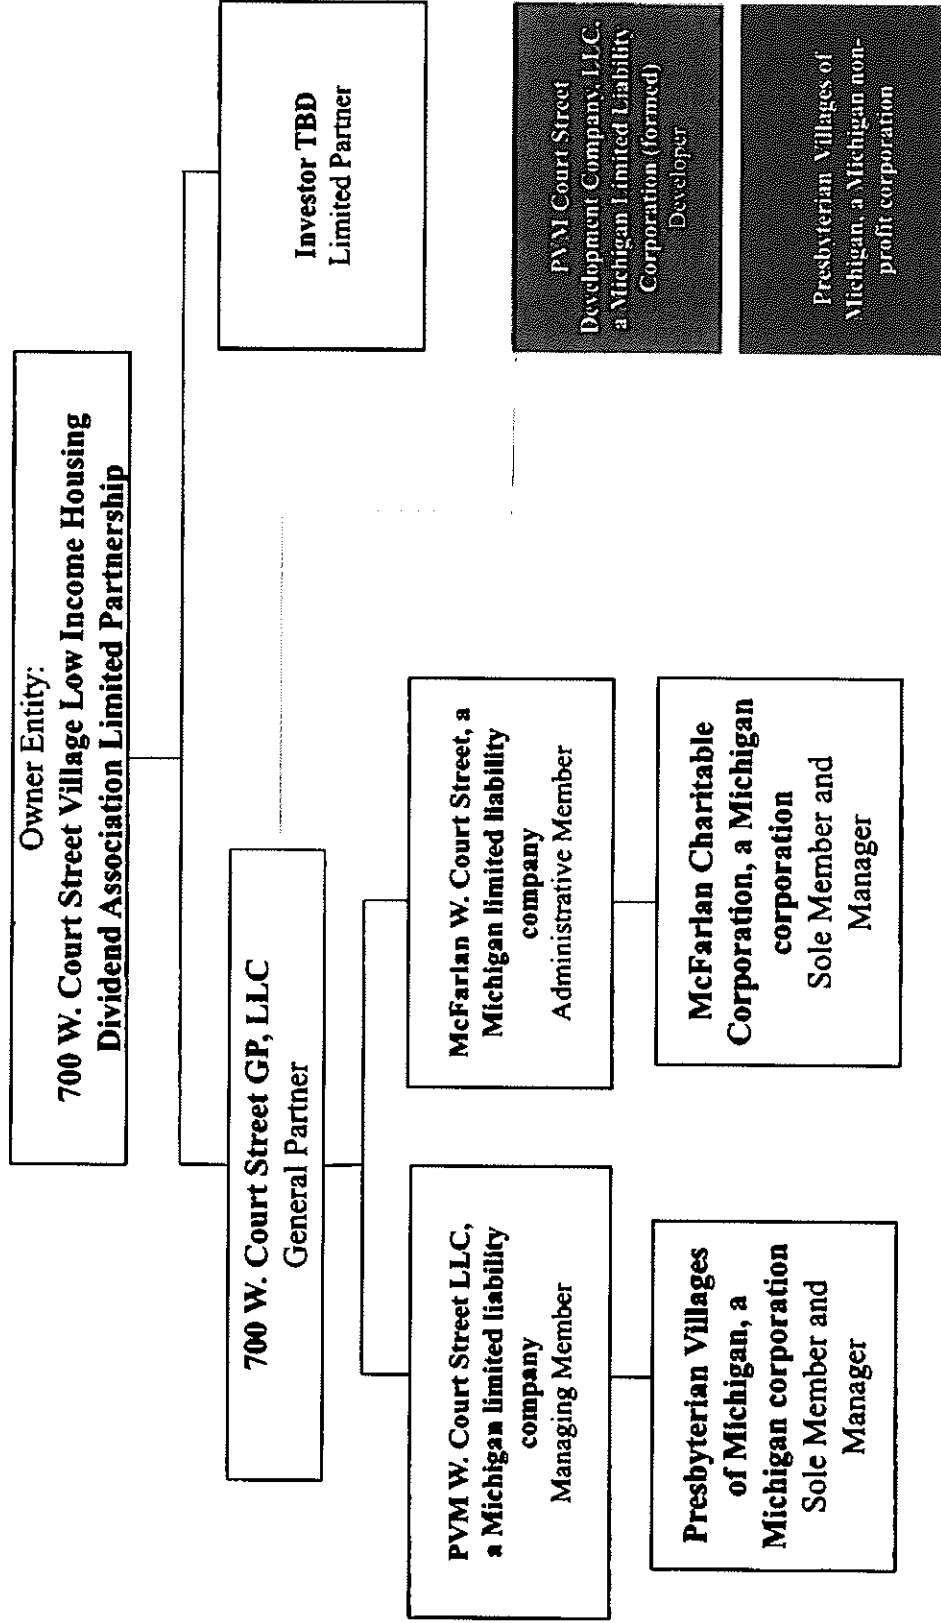 Owner Entity:
700 W. Court Street Village Low Income Housing
Dividend Association Limited Partnership
700 W. Court Street GP, LLC
General Partner
Investor TBD
Limited Partner
PVM W. Court Street LLC,
a Michigan limited liability
company
Managing Member
McFarlan W. Court Street, a
Michigan limited liability
company
Administrative Member
PVM Court Street
Development Company, LLC,
a Michigan Limited Liability
Corporation (formed)
Developer
Presbyterian Villages
of Michigan, a
Michigan corporation
Sole Member and
Manager
McFarlan Charitable
Corporation, a Michigan
corporation
Sole Member and
Manager
Presbyterian Villages of
Michigan, a Michigan non-
profit corporation